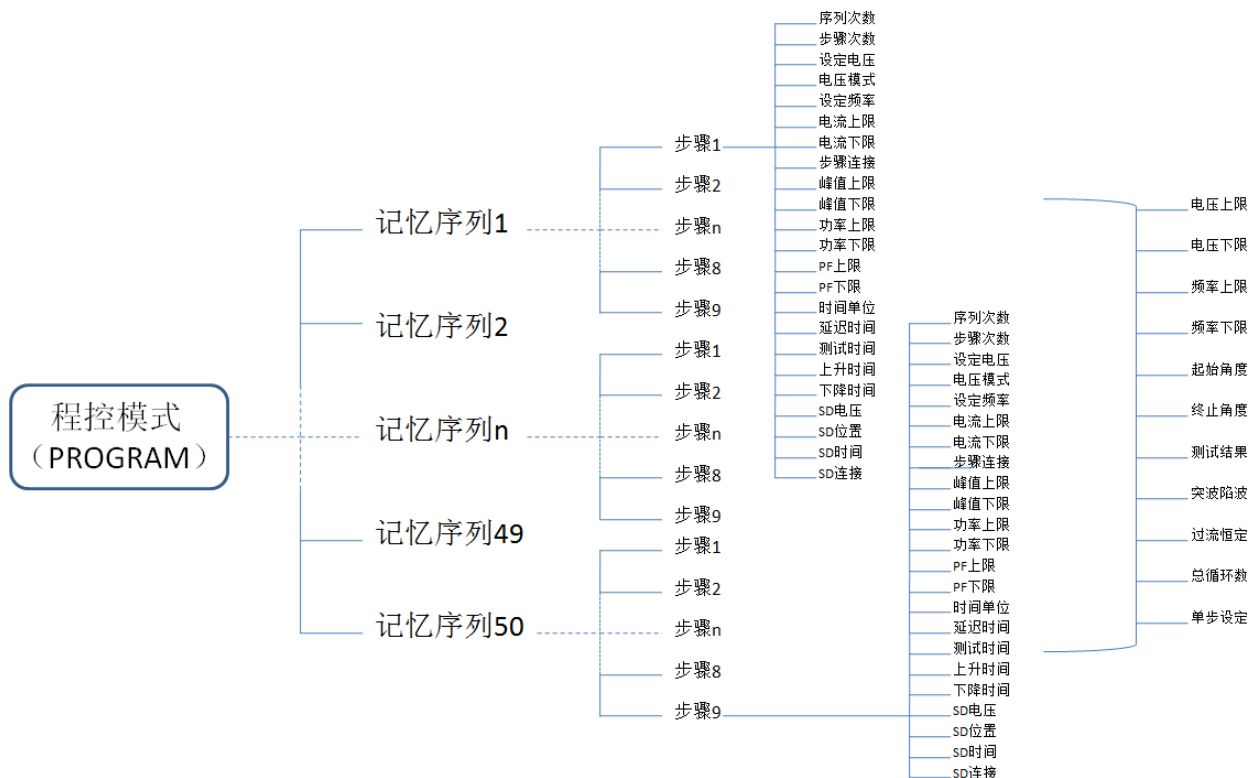 程控模式
（PROGRAM）
记忆序列1
记忆序列2
记忆序列n
记忆序列49
记忆序列50
步骤1
步骤2
步骤n
步骤8
步骤9
步骤1
步骤2
步骤n
步骤8
步骤9
步骤1
步骤2
步骤n
步骤8
步骤9
序列次数
步骤次数
设定电压
电压模式
设定频率
电流上限
电流下限
步骤连接
峰值上限
峰值下限
功率上限
功率下限
PF上限
PF下限
时间单位
延迟时间
测试时间
上升时间
下降时间
SD电压
SD位置
SD时间
SD连接
序列次数
步骤次数
设定电压
电压模式
设定频率
电流上限
电流下限
步骤连接
峰值上限
峰值下限
功率上限
功率下限
PF上限
PF下限
时间单位
延迟时间
测试时间
上升时间
下降时间
SD电压
SD位置
SD时间
SD连接
电压上限
电压下限
频率上限
频率下限
起始角度
终止角度
测试结果
突波陷波
过流恒定
总循环数
单步设定